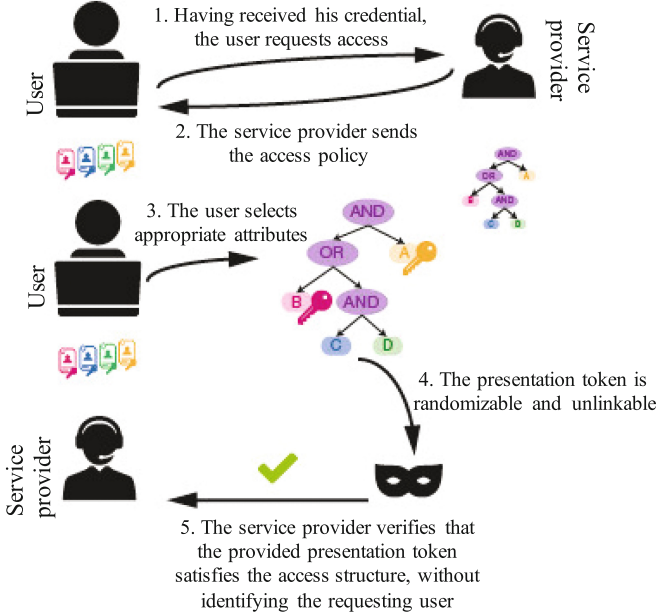 1. Having received his credential,
the user requests access
User
Service
provider
2. The service provider sends
the access policy
AND
OR
A
B
AND
C
D
3. The user selects
appropriate attributes
User
AND
OR
A
B
AND
C
D
4. The presentation token is
randomizable and unlinkable
Service
provider
5. The service provider verifies that
the provided presentation token
satisfies the access structure, without
identifying the requesting user